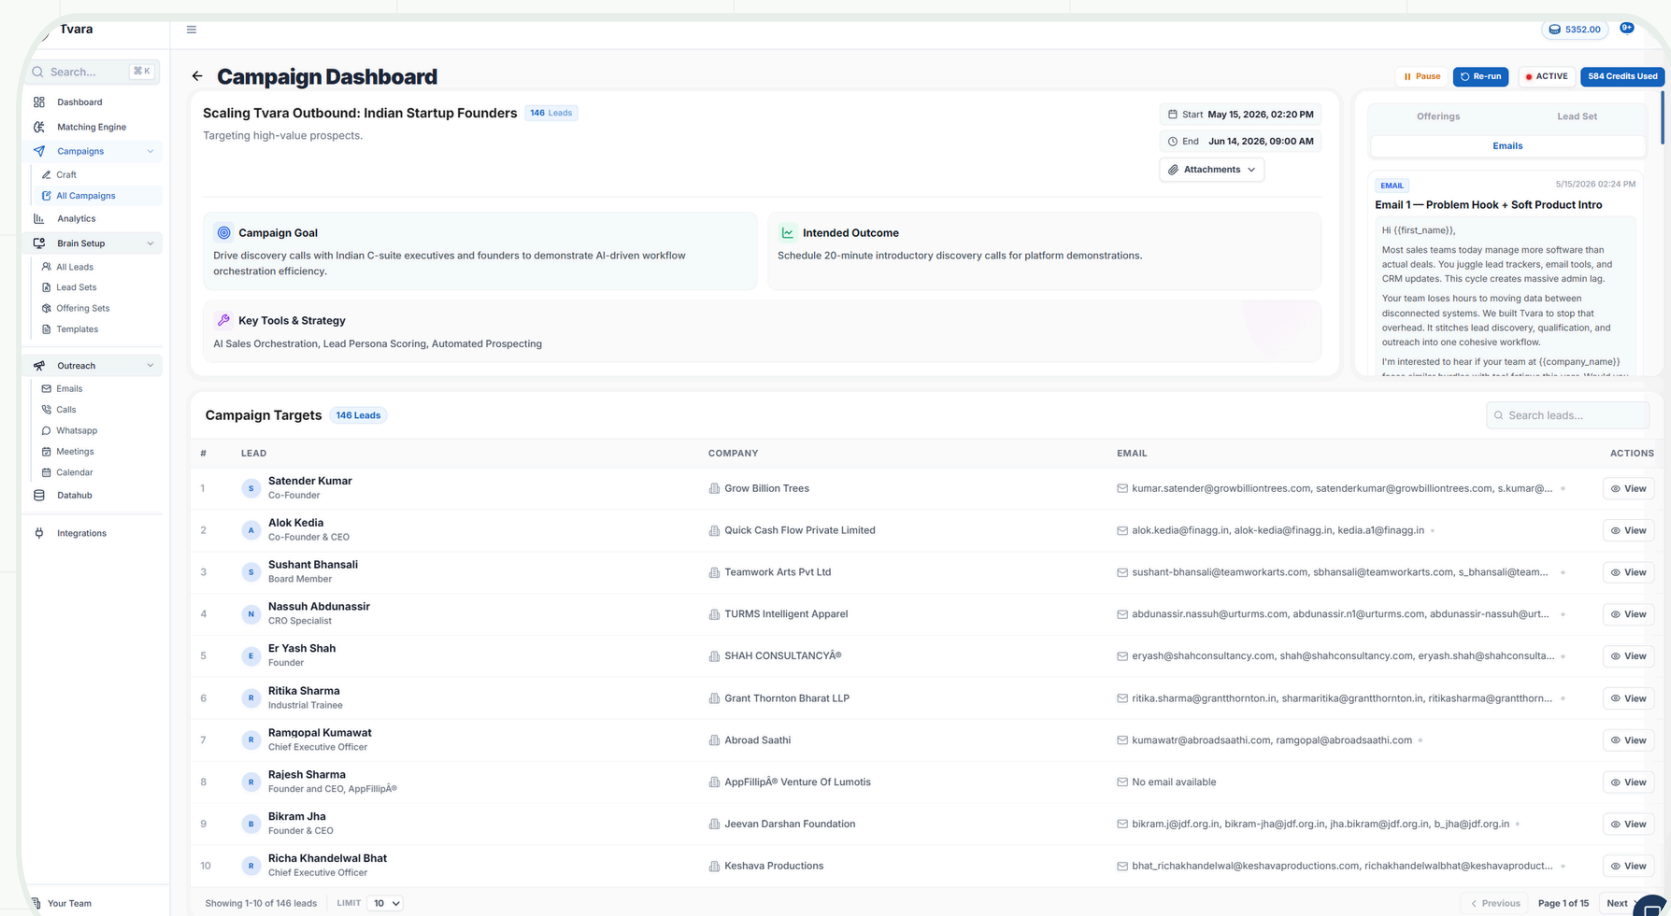 Tvara
5352.00
9+
Search...
⌘ K
Dashboard
Matching Engine
Campaigns
Craft
All Campaigns
Analytics
Brain Setup
All Leads
Lead Sets
Offering Sets
Templates
Outreach
Emails
Calls
Whatsapp
Meetings
Calendar
Datahub
Integrations
Your Team
Campaign Dashboard
Pause
Re-run
ACTIVE
584 Credits Used
Scaling Tvara Outbound: Indian Startup Founders 146 Leads
Targeting high-value prospects.
Start May 15, 2026, 02:20 PM
End Jun 14, 2026, 09:00 AM
Attachments
Campaign Goal
Drive discovery calls with Indian C-suite executives and founders to demonstrate AI-driven workflow
orchestration efficiency.
Intended Outcome
Schedule 20-minute introductory discovery calls for platform demonstrations.
Key Tools & Strategy
AI Sales Orchestration, Lead Persona Scoring, Automated Prospecting
Offerings
Lead Set
Emails
EMAIL
5/15/2026 02:24 PM
Email 1 — Problem Hook + Soft Product Intro
Hi {{first_name}},
Most sales teams today manage more software than
actual deals. You juggle lead trackers, email tools, and
CRM updates. This cycle creates massive admin lag.
Your team loses hours to moving data between
disconnected systems. We built Tvara to stop that
overhead. It stitches lead discovery, qualification, and
outreach into one cohesive workflow.
I'm interested to hear if your team at {{company_name}}
faces similar hurdles with tool fatigue this year. Would you
Campaign Targets 146 Leads
Search leads...
# LEAD COMPANY EMAIL ACTIONS
1 S Satender Kumar
Co-Founder
Grow Billion Trees
kumar.satender@growbilliontrees.com, satenderkumar@growbilliontrees.com, s.kumar@...
View
2 A Alok Kedia
Co-Founder & CEO
Quick Cash Flow Private Limited
alok.kedia@finagg.in, alok-kedia@finagg.in, kedia.a1@finagg.in
View
3 S Sushant Bhansali
Board Member
Teamwork Arts Pvt Ltd
sushant-bhansali@teamworkarts.com, sbhansali@teamworkarts.com, s_bhansali@team...
View
4 N Nassuh Abdunassir
CRO Specialist
TURMS Intelligent Apparel
abdunassir.nassuh@urturms.com, abdunassir.n1@urturms.com, abdunassir-nassuh@urt...
View
5 E Er Yash Shah
Founder
SHAH CONSULTANCYÂ®
eryash@shahconsultancy.com, shah@shahconsultancy.com, eryash.shah@shahconsulta...
View
6 R Ritika Sharma
Industrial Trainee
Grant Thornton Bharat LLP
ritika.sharma@grantthornton.in, sharmaritika@grantthornton.in, ritikasharma@grantthorn...
View
7 R Ramgopal Kumawat
Chief Executive Officer
Abroad Saathi
kumawatr@abroadsaathi.com, ramgopal@abroadsaathi.com
View
8 R Rajesh Sharma
Founder and CEO, AppFillipÂ®
AppFillipÂ® Venture Of Lumotis
No email available
View
9 B Bikram Jha
Founder & CEO
Jeevan Darshan Foundation
bikram.j@jdf.org.in, bikram-jha@jdf.org.in, jha.bikram@jdf.org.in, b_jha@jdf.org.in
View
10 R Richa Khandelwal Bhat
Chief Executive Officer
Keshava Productions
bhat_richakhandelwal@keshavaproductions.com, richakhandelwalbhat@keshavaproduct...
View
Showing 1-10 of 146 leads LIMIT 10
Previous Page 1 of 15 Next